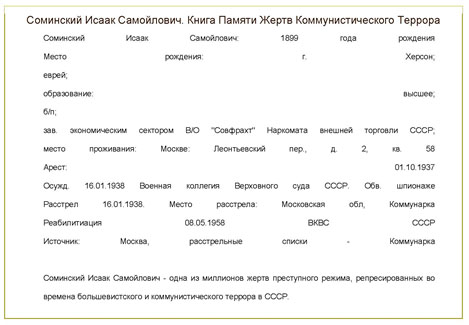 Соминский Исаак Самойлович. Книга Памяти Жертв Коммунистического Террора
Соминский Исаак Самойлович: 1899 года рождения
Место рождения: г. Херсон;
еврей;
образование: высшее;
б/п;
зав. экономическим сектором В/О "Совфрахт" Наркомата внешней торговли СССР;
место проживания: Москве: Леонтьевский пер., д. 2, кв. 58
Арест: 01.10.1937
Осужд. 16.01.1938 Военная коллегия Верховного суда СССР. Обв. шпионаже
Расстрел 16.01.1938. Место расстрела: Московская обл, Коммунарка
Реабилитиация 08.05.1958 ВКВС СССР
Источник: Москва, расстрельные списки - Коммунарка
Соминский Исаак Самойлович - одна из миллионов жертв преступного режима, репресированных во
времена большевистского и коммунистического террора в СССР.